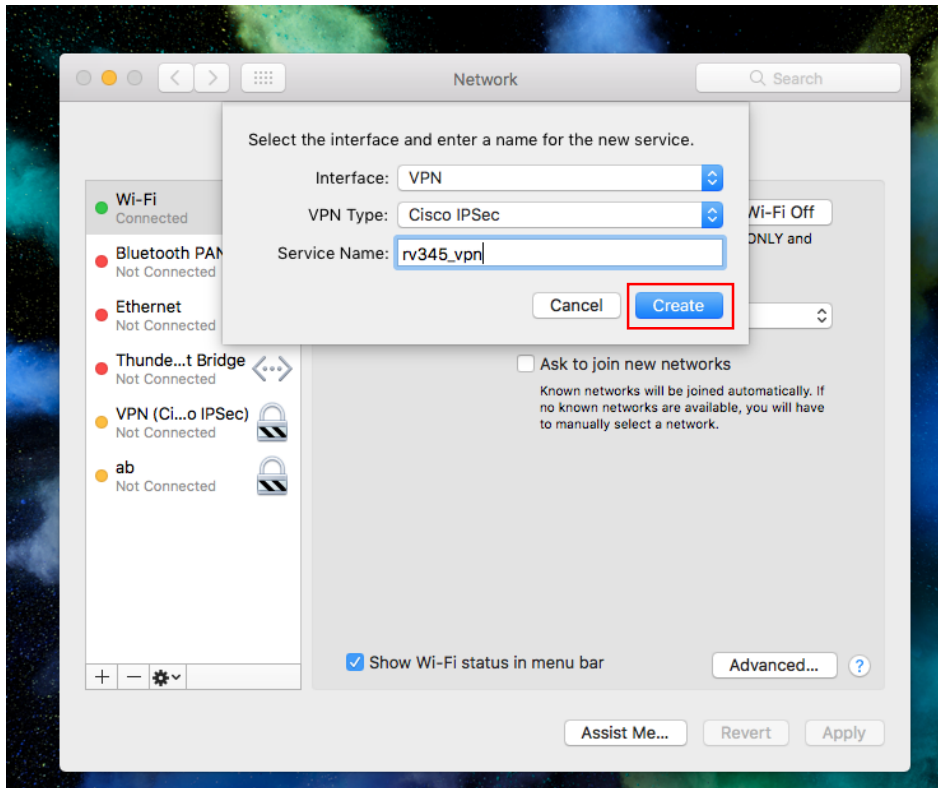 Network
Search
Select the interface and enter a name for the new service.
Interface: VPN
VPN Type: Cisco IPSec
Service Name: rv345_vpn
Cancel
Create
Wi-Fi
Connected
Bluetooth PAN
Not Connected
Ethernet
Not Connected
Thunde...t Bridge
Not Connected
VPN (Ci...o IPSec)
Not Connected
ab
Not Connected
Wi-Fi Off
ONLY and
Ask to join new networks
Known networks will be joined automatically. If
no known networks are available, you will have
to manually select a network.
Show Wi-Fi status in menu bar
Advanced...
?
Assist Me...
Revert
Apply